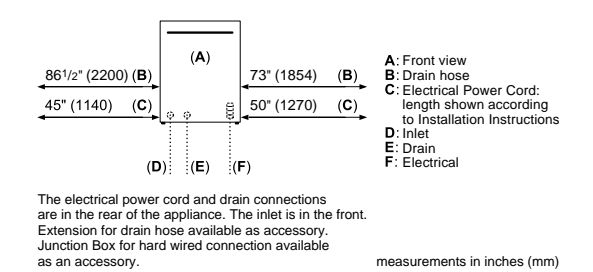 (A)
86 1/2" (2200) (B)
73" (1854) (B)
45" (1140) (C)
50" (1270) (C)
(D) (E) (F)
A: Front view
B: Drain hose
C: Electrical Power Cord:
length shown according
to Installation Instructions
D: Inlet
E: Drain
F: Electrical
The electrical power cord and drain connections
are in the rear of the appliance. The inlet is in the front.
Extension for drain hose available as accessory.
Junction Box for hard wired connection available
as an accessory.
measurements in inches (mm)